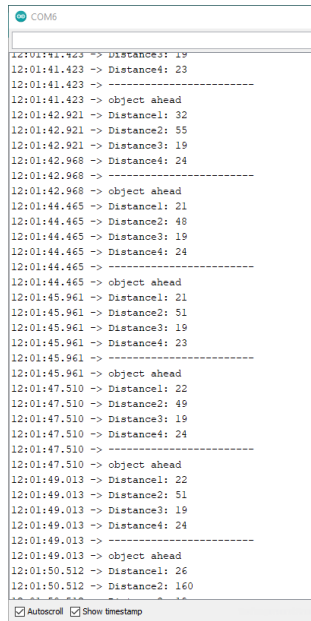 COM6
12:01:41.423 -> Distance3: 19
12:01:41.423 -> Distance4: 23
12:01:41.423 -> -------------------------
12:01:41.423 -> object ahead
12:01:42.921 -> Distance1: 32
12:01:42.921 -> Distance2: 55
12:01:42.921 -> Distance3: 19
12:01:42.968 -> Distance4: 24
12:01:42.968 -> -------------------------
12:01:42.968 -> object ahead
12:01:44.465 -> Distance1: 21
12:01:44.465 -> Distance2: 48
12:01:44.465 -> Distance3: 19
12:01:44.465 -> Distance4: 24
12:01:44.465 -> -------------------------
12:01:44.465 -> object ahead
12:01:45.961 -> Distance1: 21
12:01:45.961 -> Distance2: 51
12:01:45.961 -> Distance3: 19
12:01:45.961 -> Distance4: 23
12:01:45.961 -> -------------------------
12:01:45.961 -> object ahead
12:01:47.510 -> Distance1: 22
12:01:47.510 -> Distance2: 49
12:01:47.510 -> Distance3: 19
12:01:47.510 -> Distance4: 24
12:01:47.510 -> -------------------------
12:01:47.510 -> object ahead
12:01:49.013 -> Distance1: 22
12:01:49.013 -> Distance2: 51
12:01:49.013 -> Distance3: 19
12:01:49.013 -> Distance4: 24
12:01:49.013 -> -------------------------
12:01:49.013 -> object ahead
12:01:50.512 -> Distance1: 26
12:01:50.512 -> Distance2: 160
Autoscroll Show timestamp